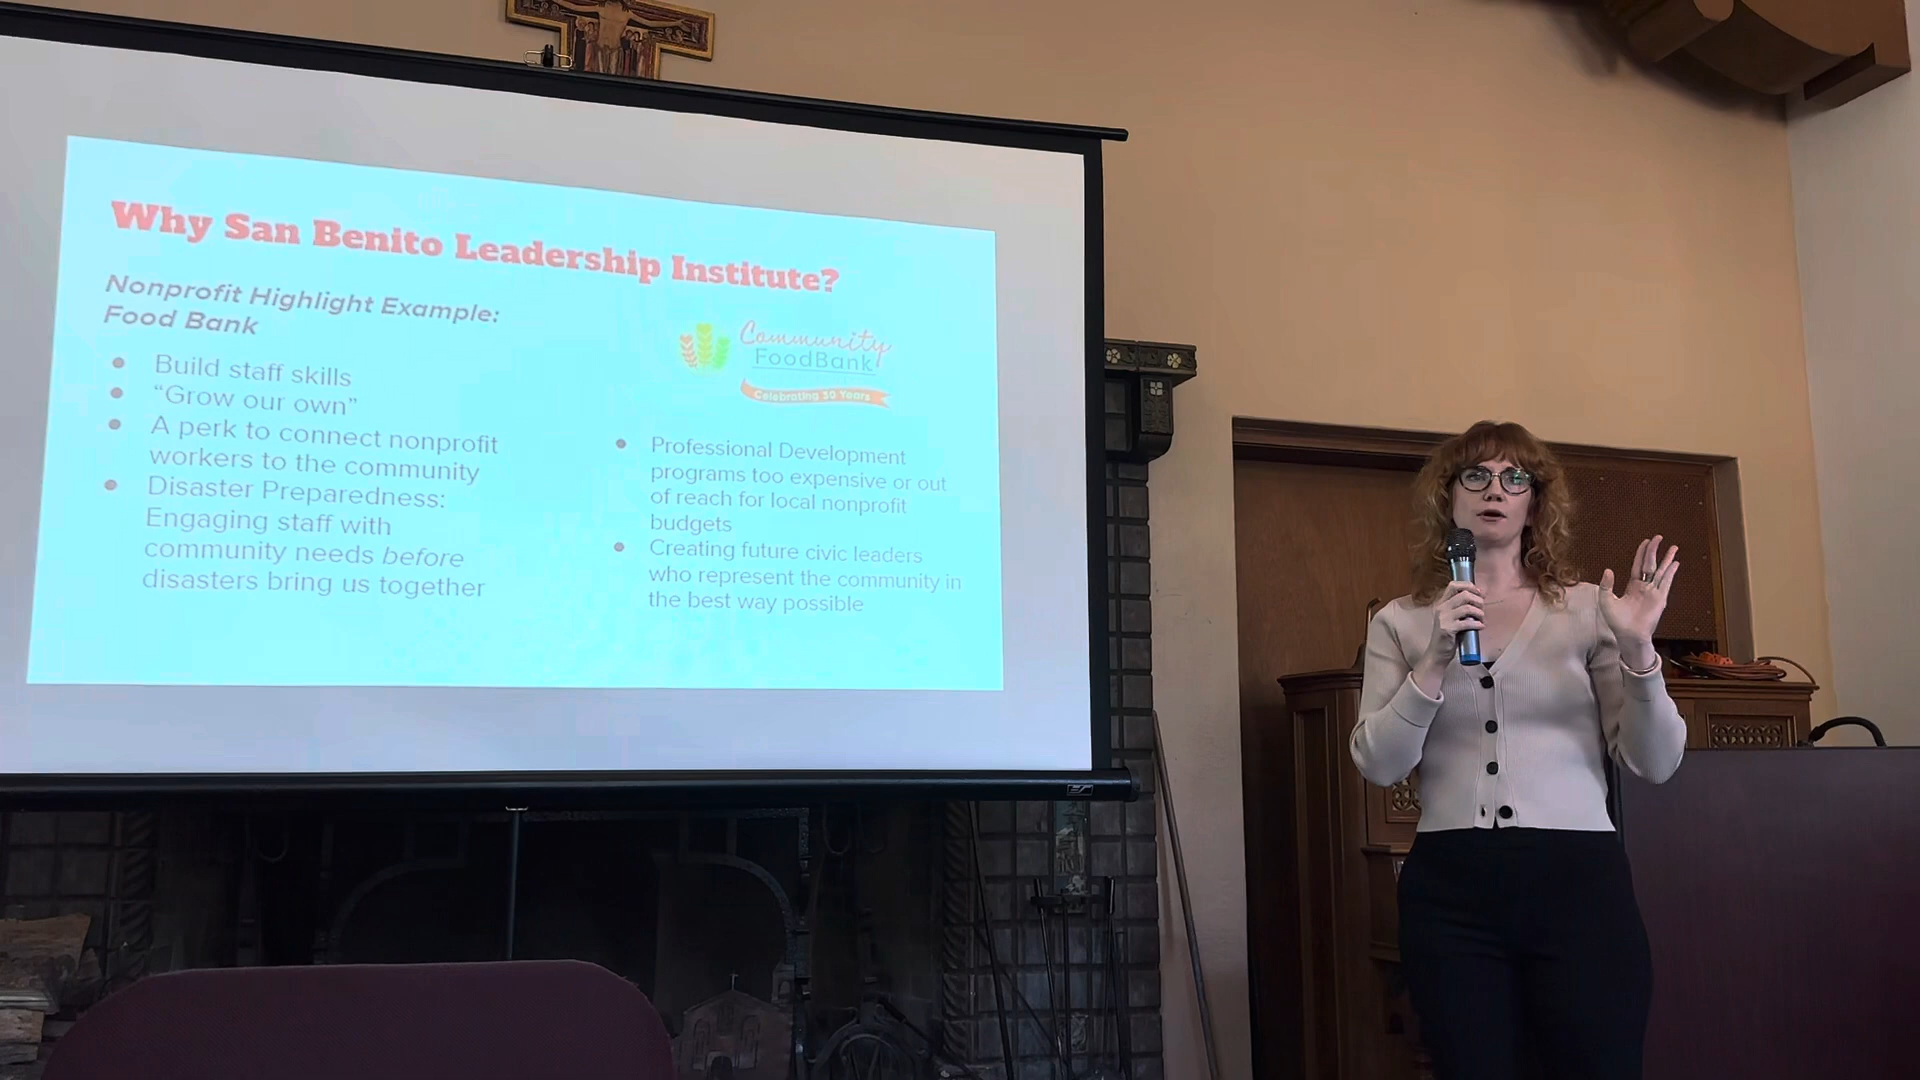 Why San Benito Leadership Institute?
Nonprofit Highlight Example:
Food Bank
Build staff skills
“Grow our own”
A perk to connect nonprofit
workers to the community
Disaster Preparedness:
Engaging staff with
community needs before
disasters bring us together
Community
FoodBank
Celebrating 30 Years
Professional Development
programs too expensive or out
of reach for local nonprofit
budgets
Creating future civic leaders
who represent the community in
the best way possible